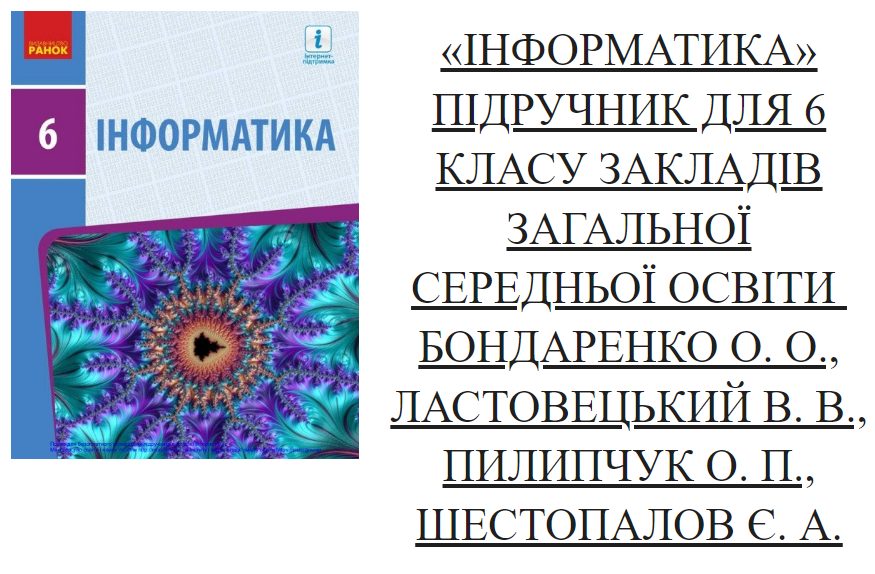 ВИДАВНИЦТВО
РАНОК
інтернет-
підтримка
6
ІНФОРМАТИКА
«ІНФОРМАТИКА»
ПІДРУЧНИК ДЛЯ 6
КЛАСУ ЗАКЛАДІВ
ЗАГАЛЬНОЇ
СЕРЕДНЬОЇ ОСВІТИ
БОНДАРЕНКО О. О.,
ЛАСТОВЕЦЬКИЙ В. В.,
ПИЛИПЧУК О. П.,
ШЕСТОПАЛОВ Є. А.